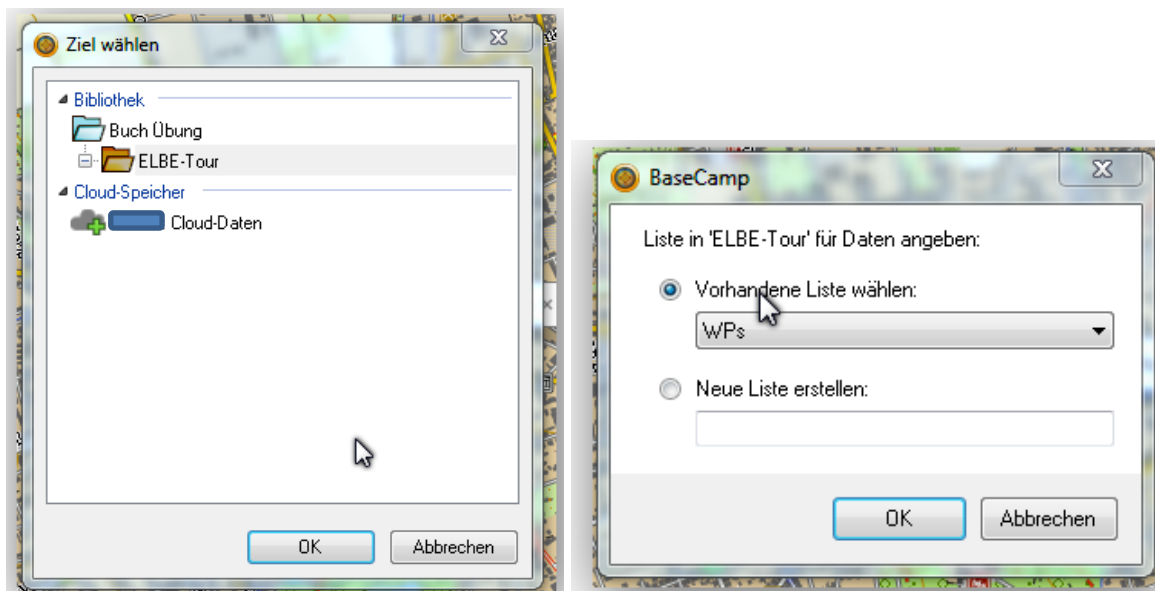 Ziel wählen
Bibliothek
Buch Übung
ELBE-Tour
Cloud-Speicher
Cloud-Daten
OK Abbrechen
BaseCamp
Liste in 'ELBE-Tour' für Daten angeben:
Vorhandene Liste wählen:
WPs
Neue Liste erstellen:
OK Abbrechen